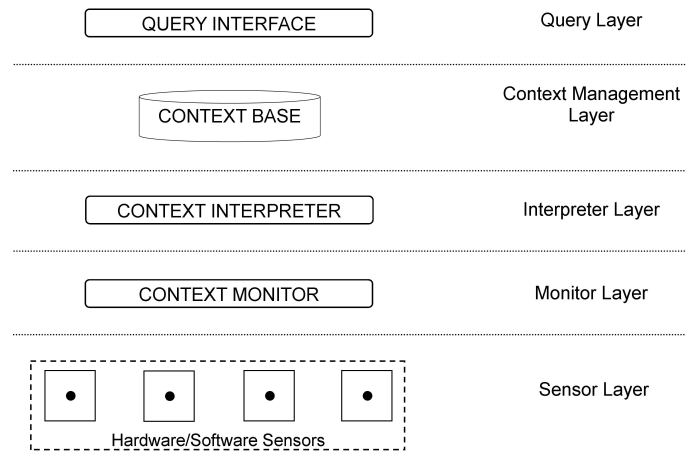 QUERY INTERFACE
Query Layer
CONTEXT BASE
Context Management
Layer
CONTEXT INTERPRETER
Interpreter Layer
CONTEXT MONITOR
Monitor Layer
Sensor Layer
Hardware/Software Sensors